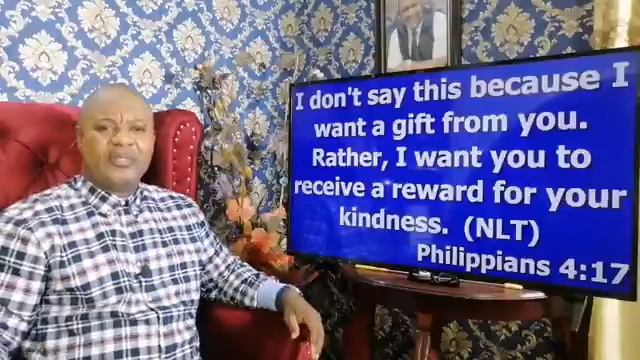 I don't say this because I
want a gift from you.
Rather, I want you to
receive a reward for your
kindness. (NLT)
Philippians 4:17